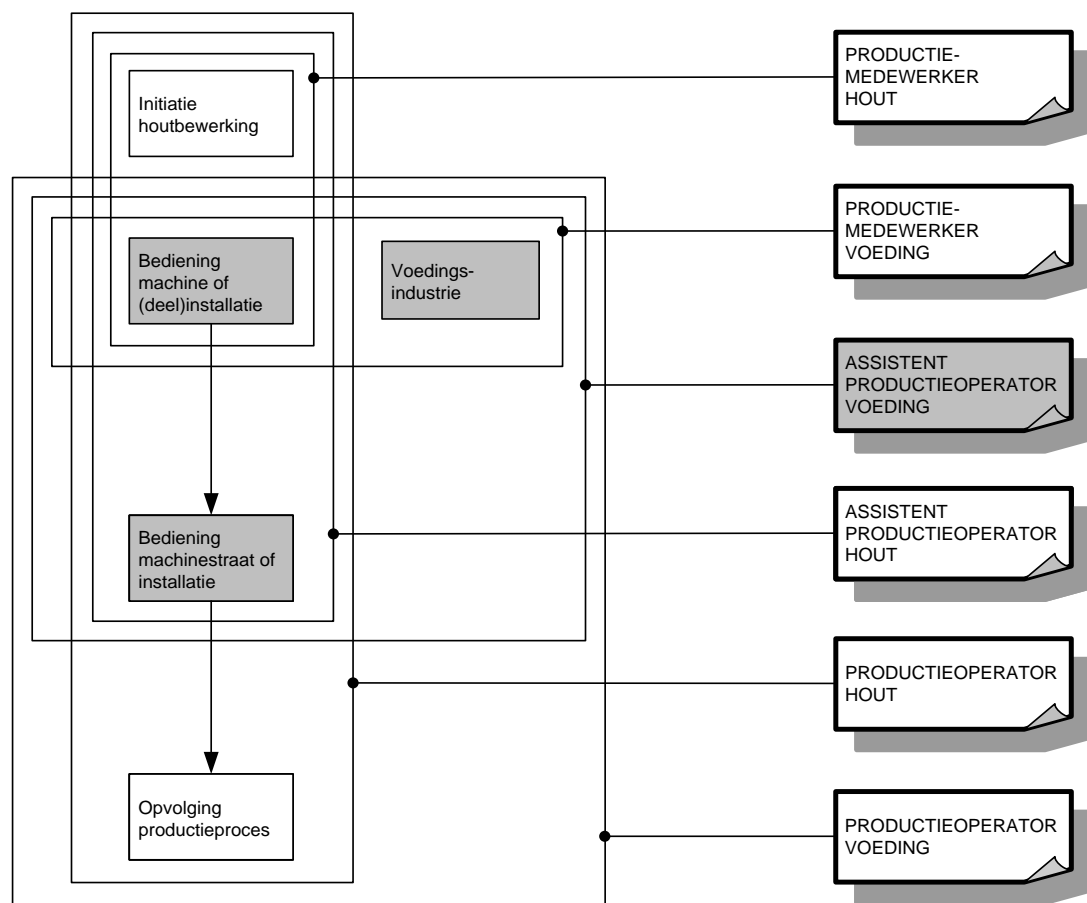 Initiatie
houtbewerking
Bediening
machine of
(deel)installatie
Voedings-
industrie
Bediening
machinestraat of
installatie
Opvolging
productieproces
PRODUCTIE-
MEDEWERKER
HOUT
PRODUCTIE-
MEDEWERKER
VOEDING
ASSISTENT
PRODUCTIEOPERATOR
VOEDING
ASSISTENT
PRODUCTIEOPERATOR
HOUT
PRODUCTIEOPERATOR
HOUT
PRODUCTIEOPERATOR
VOEDING